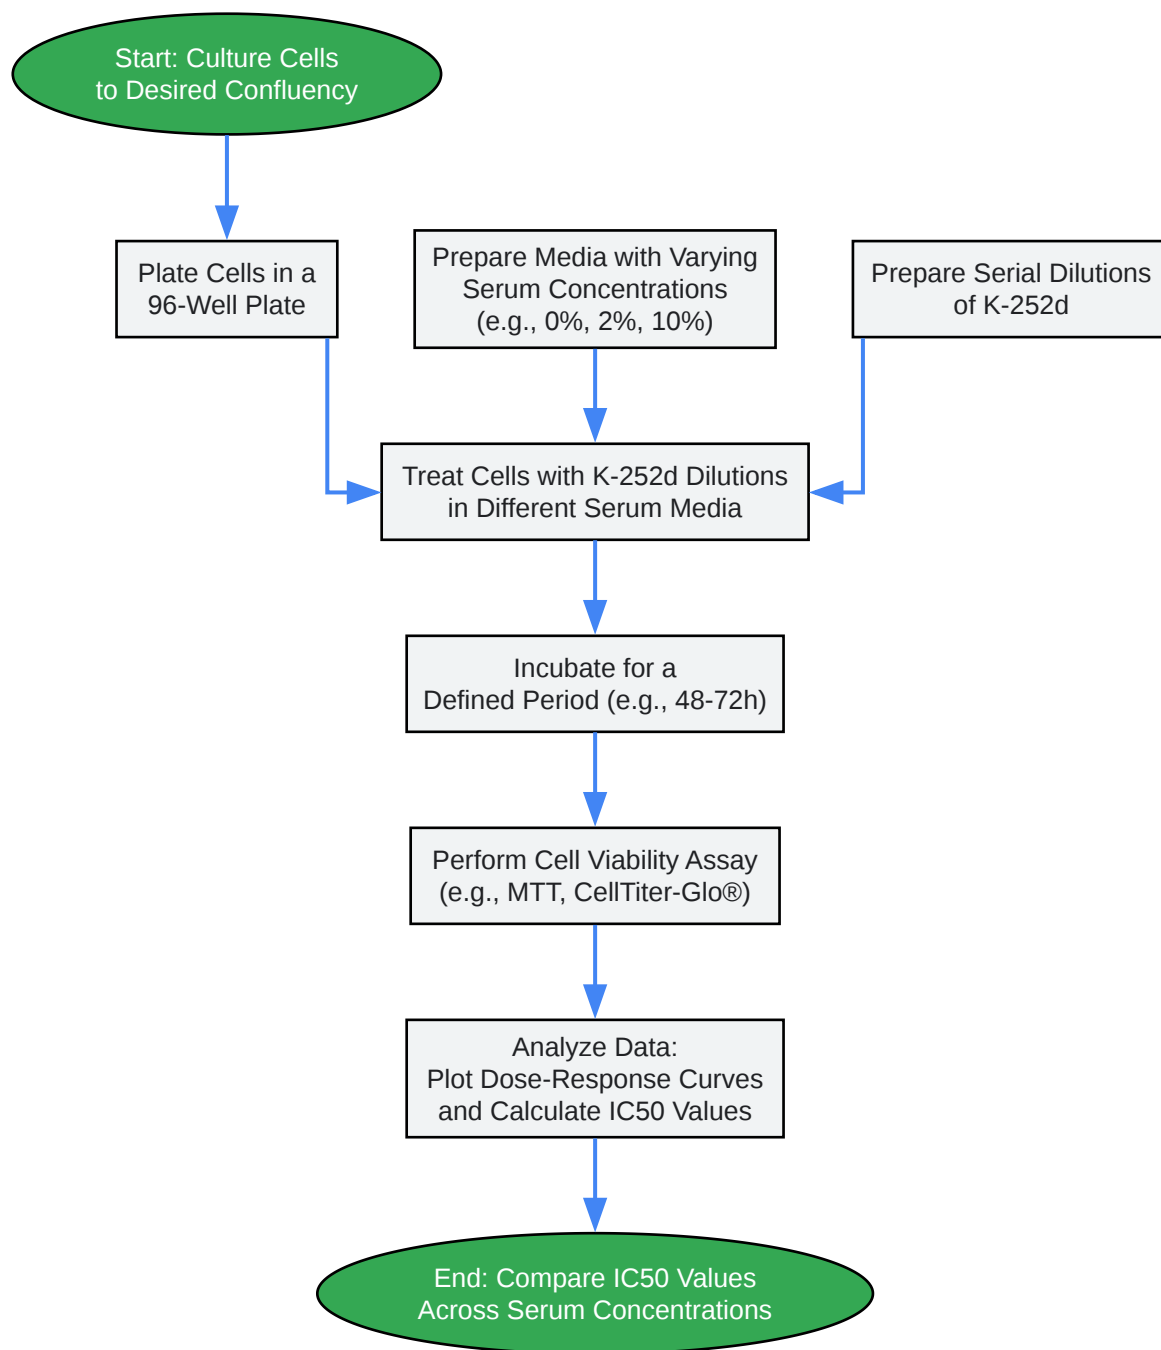 Start: Culture Cells
to Desired Confluency
Plate Cells in a
96-Well Plate
Prepare Media with Varying
Serum Concentrations
(e.g., 0%, 2%, 10%)
Prepare Serial Dilutions
of K-252d
Treat Cells with K-252d Dilutions
in Different Serum Media
Incubate for a
Defined Period (e.g., 48-72h)
Perform Cell Viability Assay
(e.g., MTT, CellTiter-Glo®)
Analyze Data:
Plot Dose-Response Curves
and Calculate IC50 Values
End: Compare IC50 Values
Across Serum Concentrations